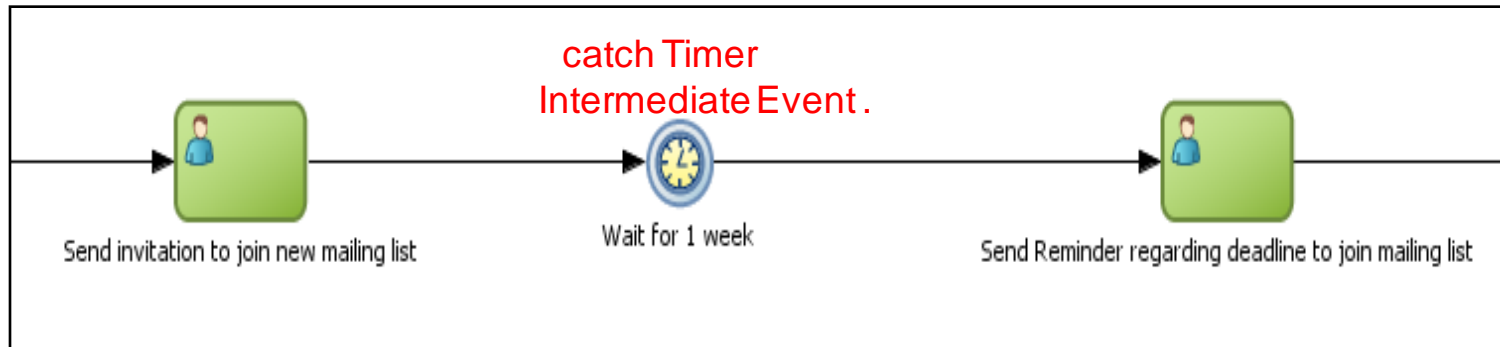 catch Timer
Intermediate Event .
Send invitation to join new mailing list
Wait for 1 week
Send Reminder regarding deadline to join mailing list